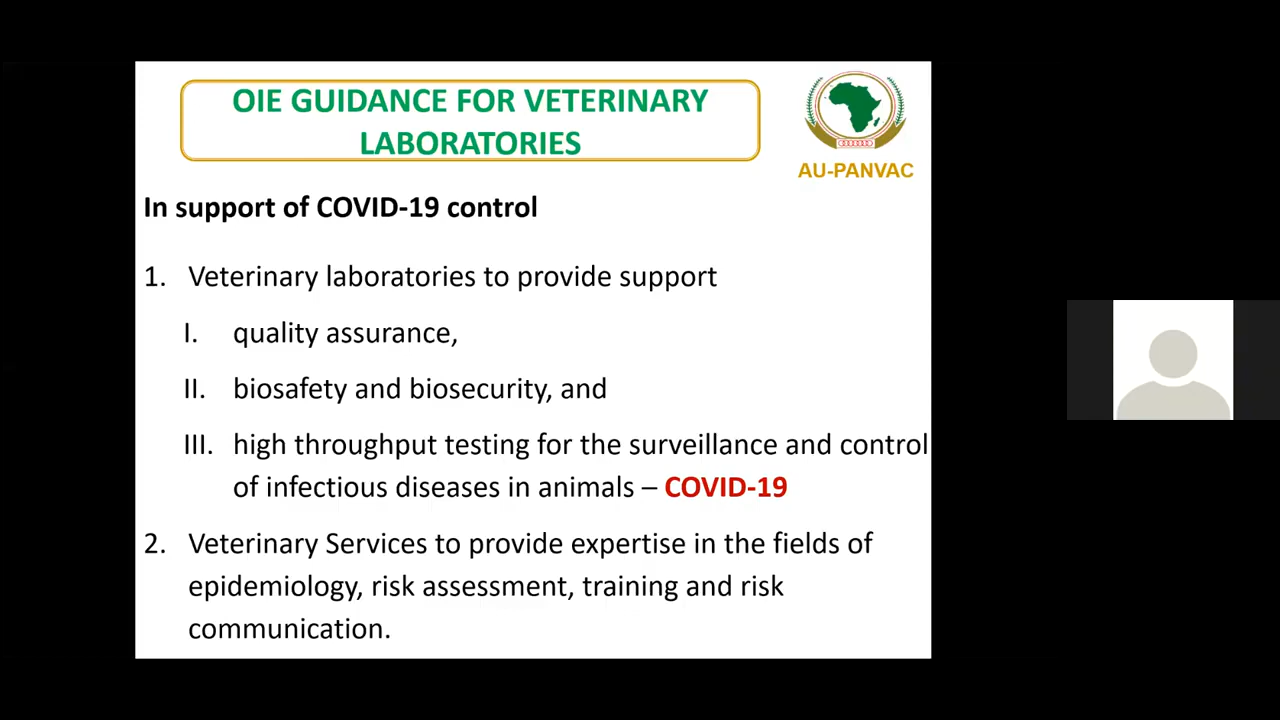 OIE GUIDANCE FOR VETERINARY
LABORATORIES
AU-PANVAC
In support of COVID-19 control
1. Veterinary laboratories to provide support
I. quality assurance,
II. biosafety and biosecurity, and
III. high throughput testing for the surveillance and control
of infectious diseases in animals – COVID-19
2. Veterinary Services to provide expertise in the fields of
epidemiology, risk assessment, training and risk
communication.